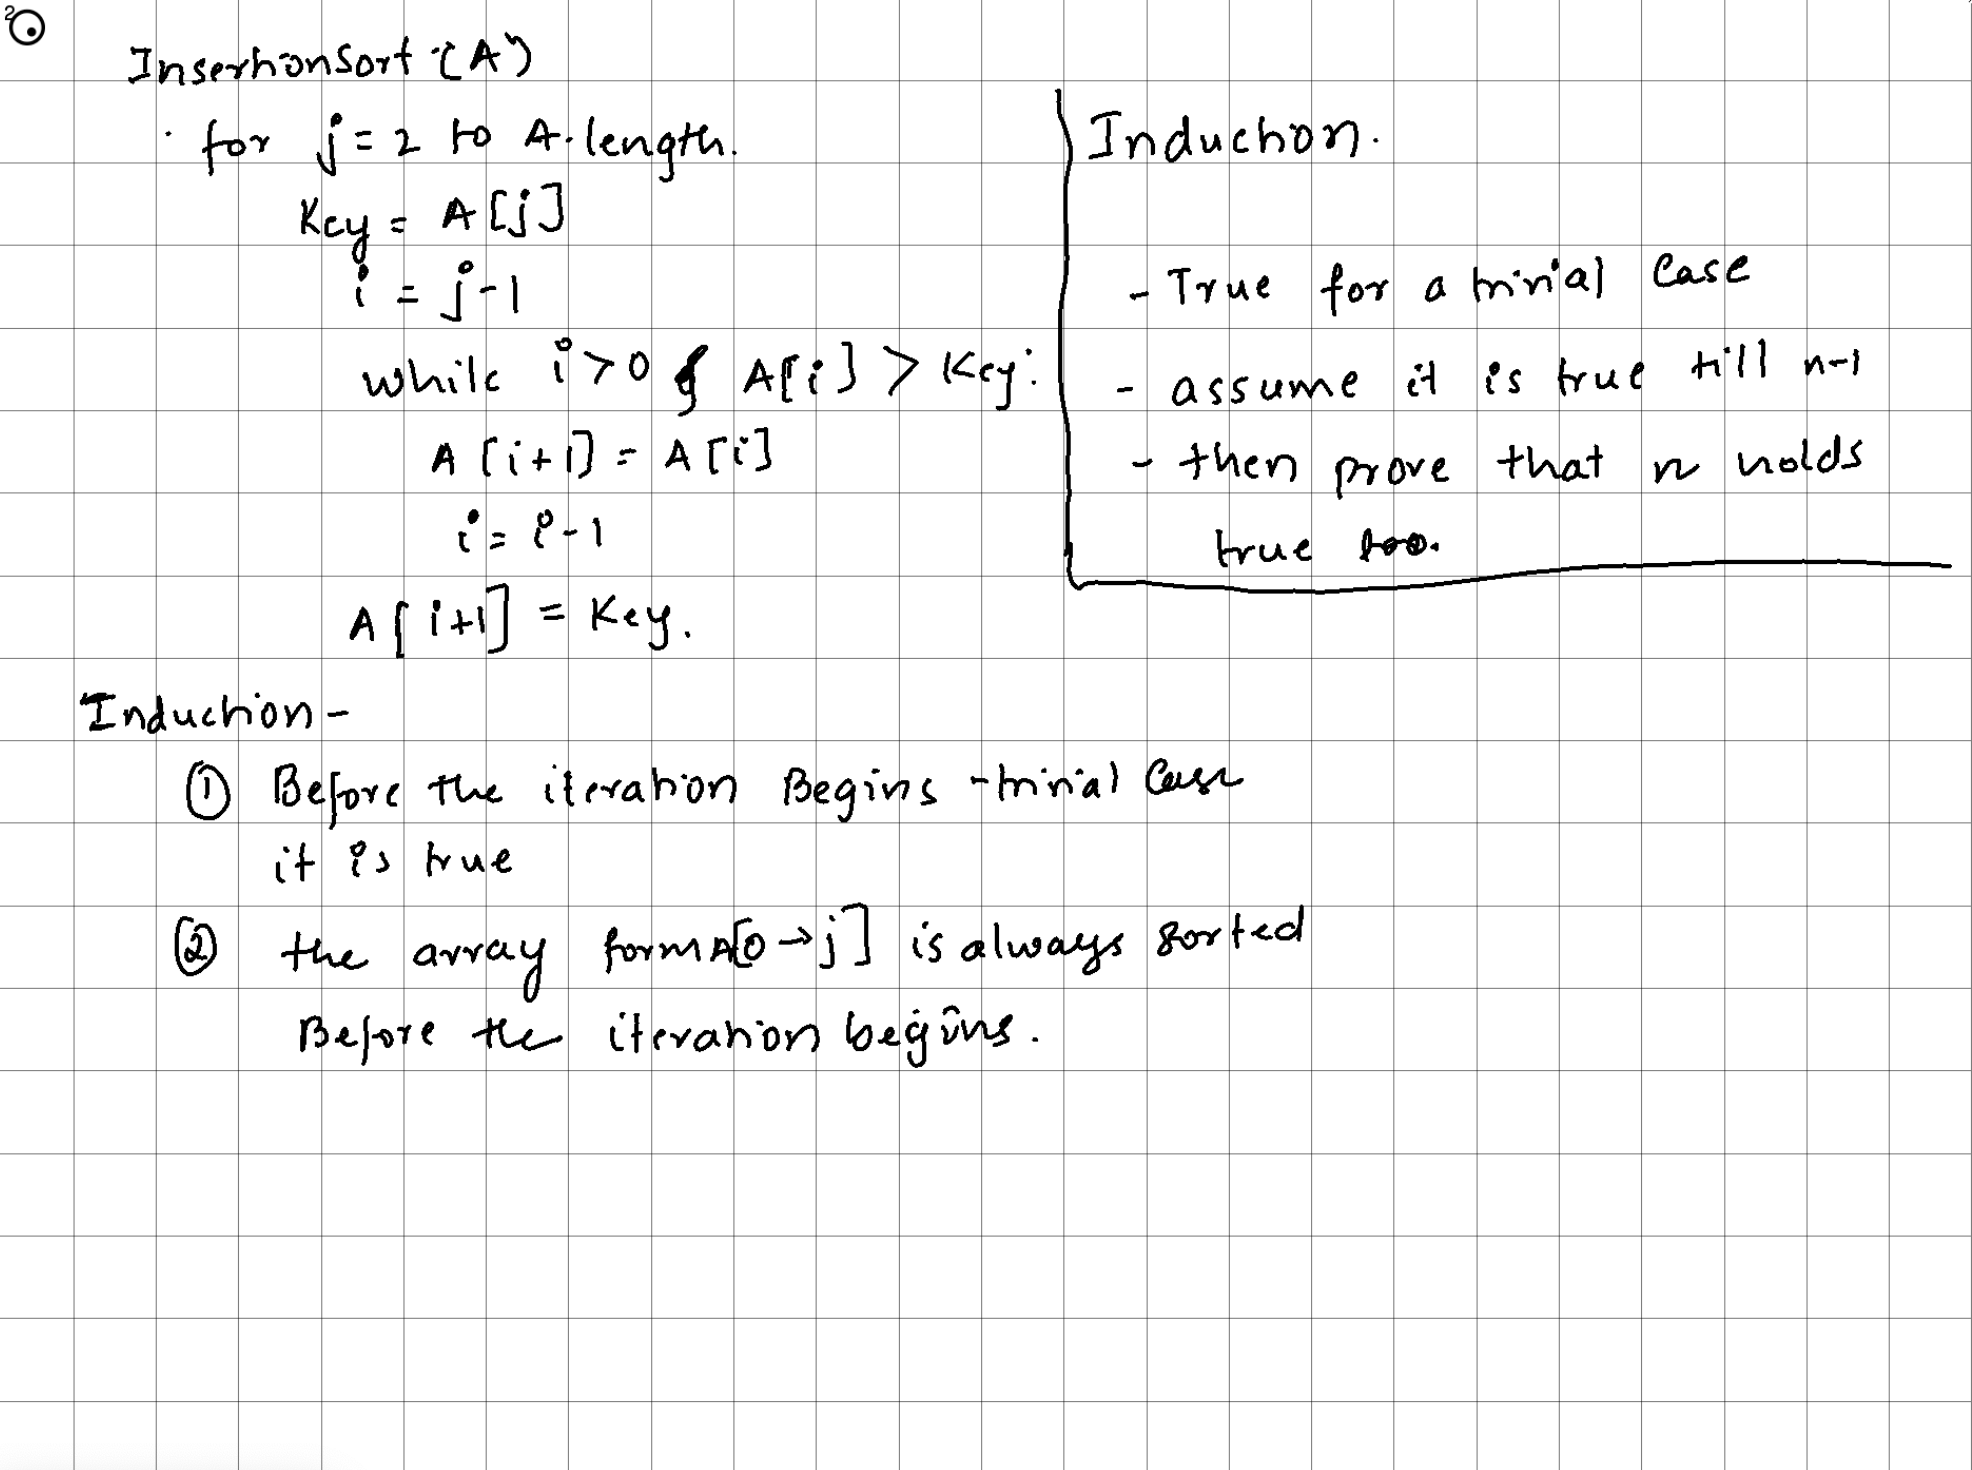 2
InsertionSort (A)
for j = 2 to A.length.
Key = A[j]
i = j-1
while i > 0 & A[i] > Key:
A[i+1] = A[i]
i = i-1
A[i+1] = Key.
Induction.
- True for a trivial case
- assume it is true till n-1
- then prove that n holds
true too.
Induction -
① Before the iteration Begins - trivial Case
it is true
② the array form A[0→j] is always sorted
Before the iteration begins.